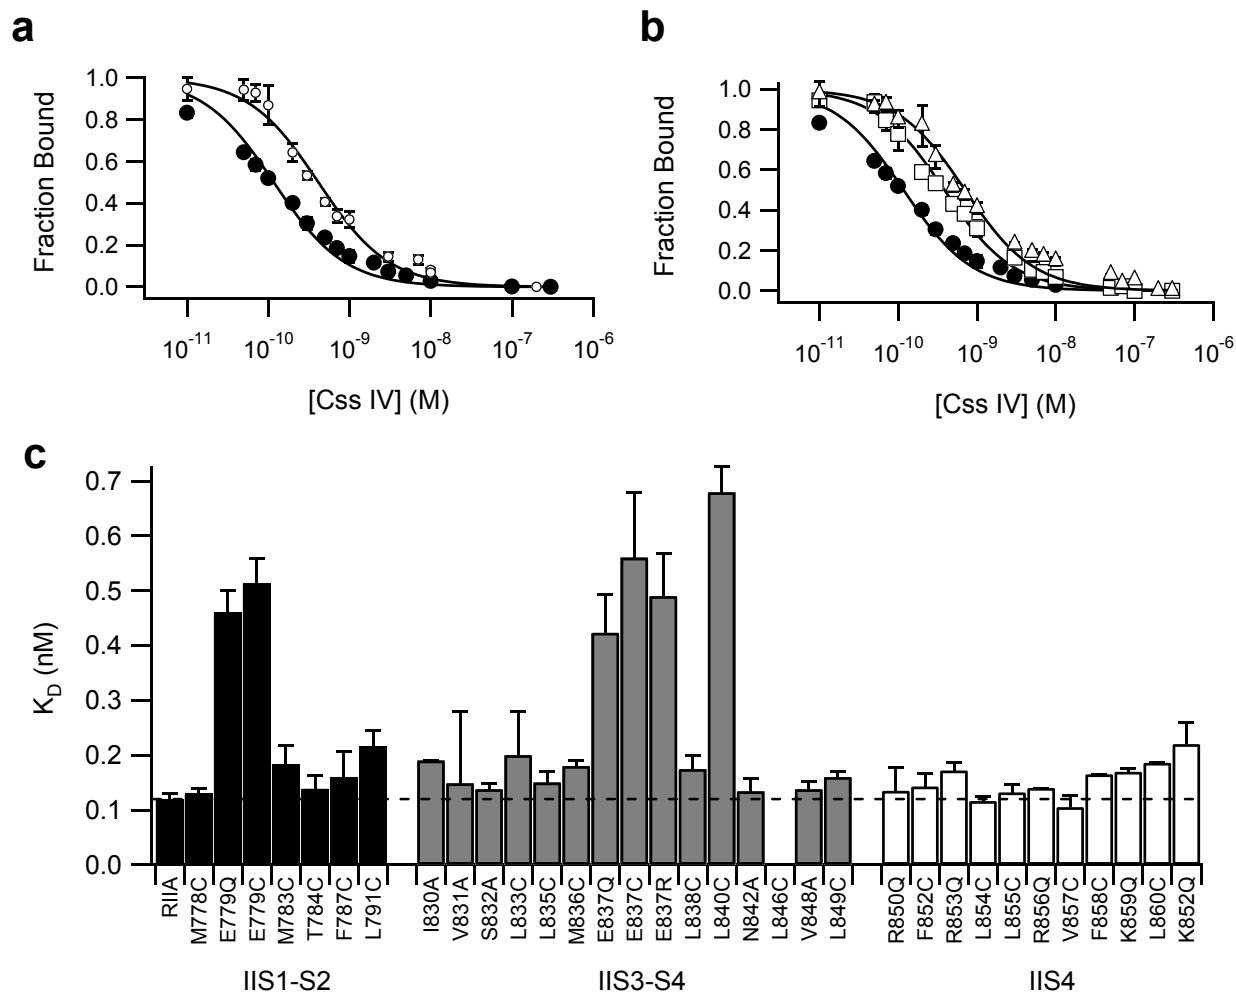 a
b
1.0
0.8
0.6
0.4
0.2
0.0
Fraction Bound
10-11
10-10
10-9
10-8
10-7
10-6
[Css IV] (M)
1.0
0.8
0.6
0.4
0.2
0.0
Fraction Bound
10-11
10-10
10-9
10-8
10-7
10-6
[Css IV] (M)
c
0.7
0.6
0.5
0.4
0.3
0.2
0.1
0.0
KD (nM)
RIIA
M778C
E779Q
E779C
M783C
T784C
F787C
L791C
I830A
V831A
S832A
L833C
L835C
M836C
E837Q
E837C
E837R
L838C
L840C
N842A
L846C
V848A
L849C
R850Q
F852C
R853Q
L854C
L855C
R856Q
V857C
F858C
K859Q
L860C
K852Q
IIS1-S2
IIS3-S4
IIS4